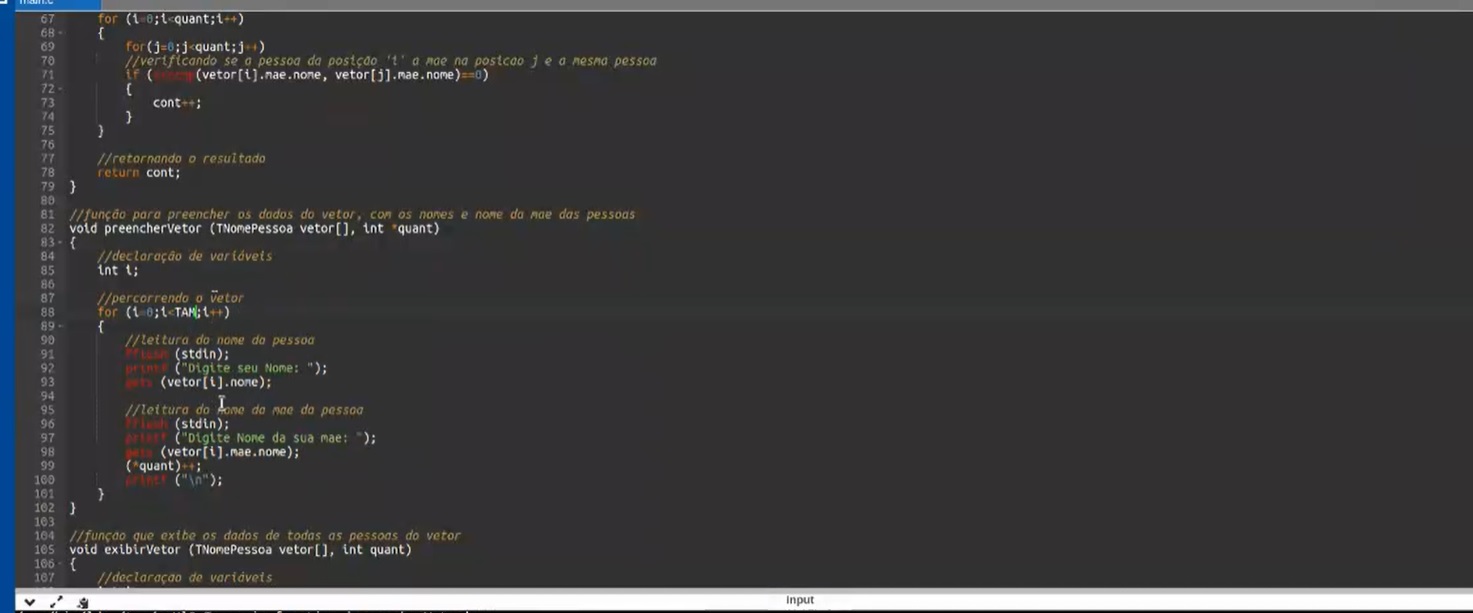 main.c
67 for (i=0;i<quant;i++)
68 {
69 for(j=0;j<quant;j++)
70 //verificando se a pessoa da posição 'i' a mae na posicao j e a mesma pessoa
71 if (strcmp(vetor[i].mae.nome, vetor[j].mae.nome)==0)
72 {
73 cont++;
74 }
75 }
76
77 //retornando o resultado
78 return cont;
79 }
80
81 //função para preencher os dados do vetor, com os nomes e nome da mae das pessoas
82 void preencherVetor (TNomePessoa vetor[], int *quant)
83 {
84 //declaração de variáveis
85 int i;
86
87 //percorrendo o vetor
88 for (i=0;i<TAM;i++)
89 {
90 //leitura do nome da pessoa
91 fflush (stdin);
92 printf ("Digite seu Nome: ");
93 gets (vetor[i].nome);
94
95 //leitura do nome da mae da pessoa
96 fflush (stdin);
97 printf ("Digite Nome da sua mae: ");
98 gets (vetor[i].mae.nome);
99 (*quant)++;
100 printf ("\n");
101 }
102 }
103
104 //função que exibe os dados de todas as pessoas do vetor
105 void exibirVetor (TNomePessoa vetor[], int quant)
106 {
107 //declaração de variáveis
input